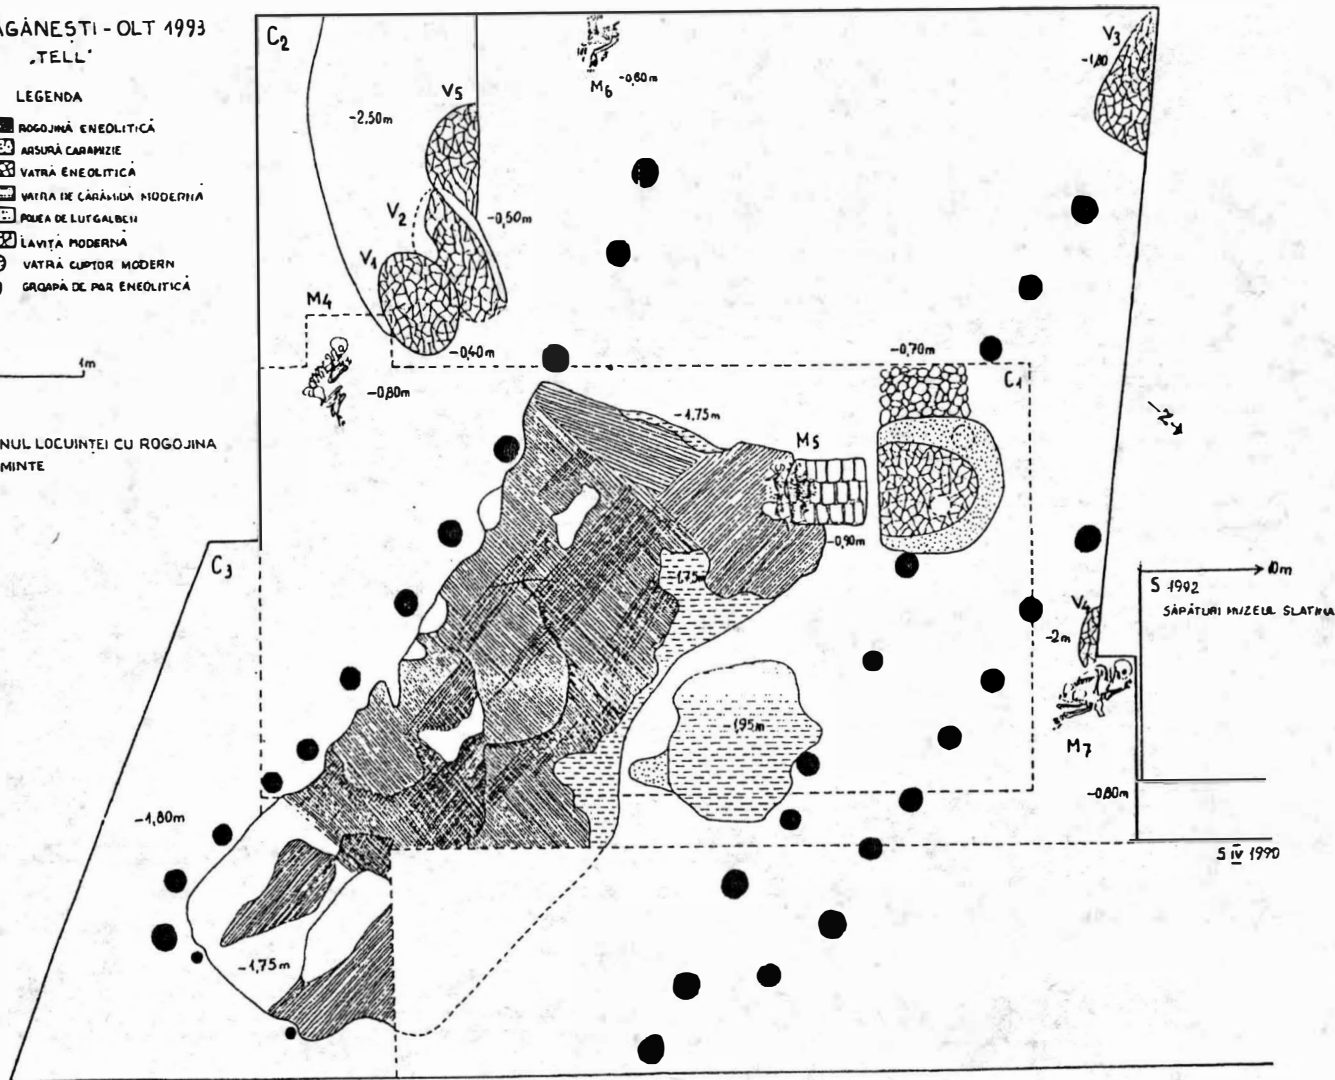 AGĂNEȘTI - OLT 1993
„TELL"
LEGENDA
ROGOJINĂ ENEOLITICĂ
ARSURĂ CARAMIZIE
VATRĂ ENEOLITICĂ
VATRA DE CĂRĂMIDĂ MODERNĂ
LAVIȚĂ MODERNĂ
VATRĂ CUPTOR MODERN
GROAPĂ DE PAR ENEOLITICĂ
1m
NUL LOCUINȚEI CU ROGOJINA
MINTE
C2
-2,50m
V5
V2
V1
-0,50m
-0,40m
M6
-0,60m
V3
-1,80
M4
-0,80m
-0,70m
C1
-1,75m
M5
-0,90m
-1,75m
-N
C3
S 1992
10m
SĂPĂTURI MUZEUL SLATINA
V4
-2m
M7
-0,80m
-1,95m
S IV 1990
-1,80m
-1,75m